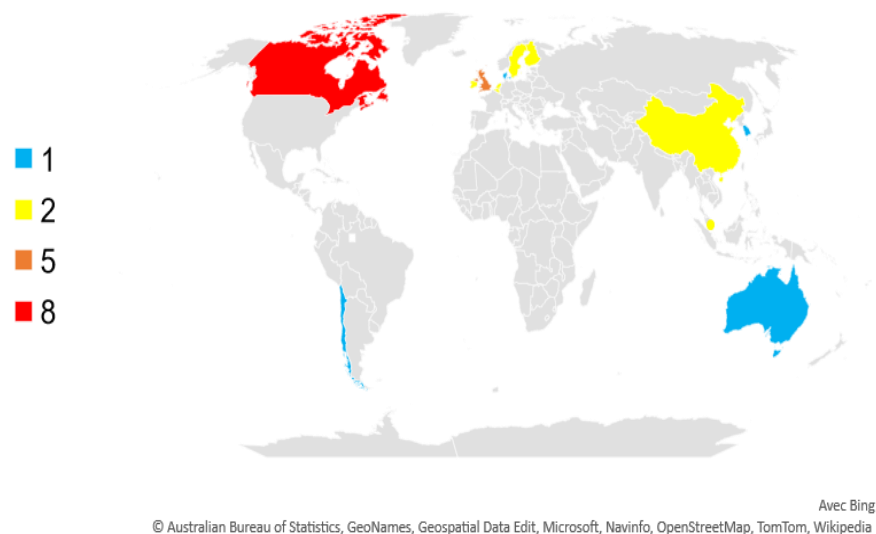 1
2
5
8
Avec Bing
© Australian Bureau of Statistics, GeoNames, Geospatial Data Edit, Microsoft, Navinfo, OpenStreetMap, TomTom, Wikipedia